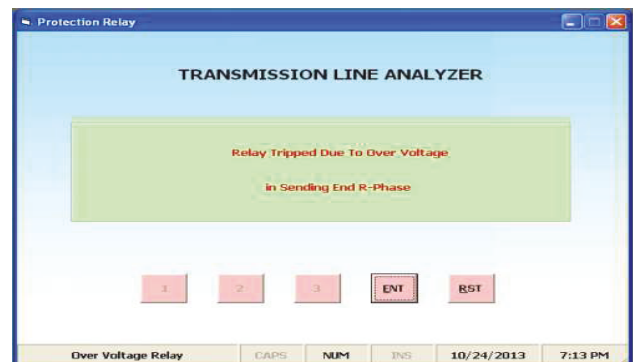 Protection Relay
TRANSMISSION LINE ANALYZER
Relay Tripped Due To Over Voltage
in Sending End R-Phase
1 2 3 ENT RST
Over Voltage Relay CAPS NUM INS 10/24/2013 7:13 PM